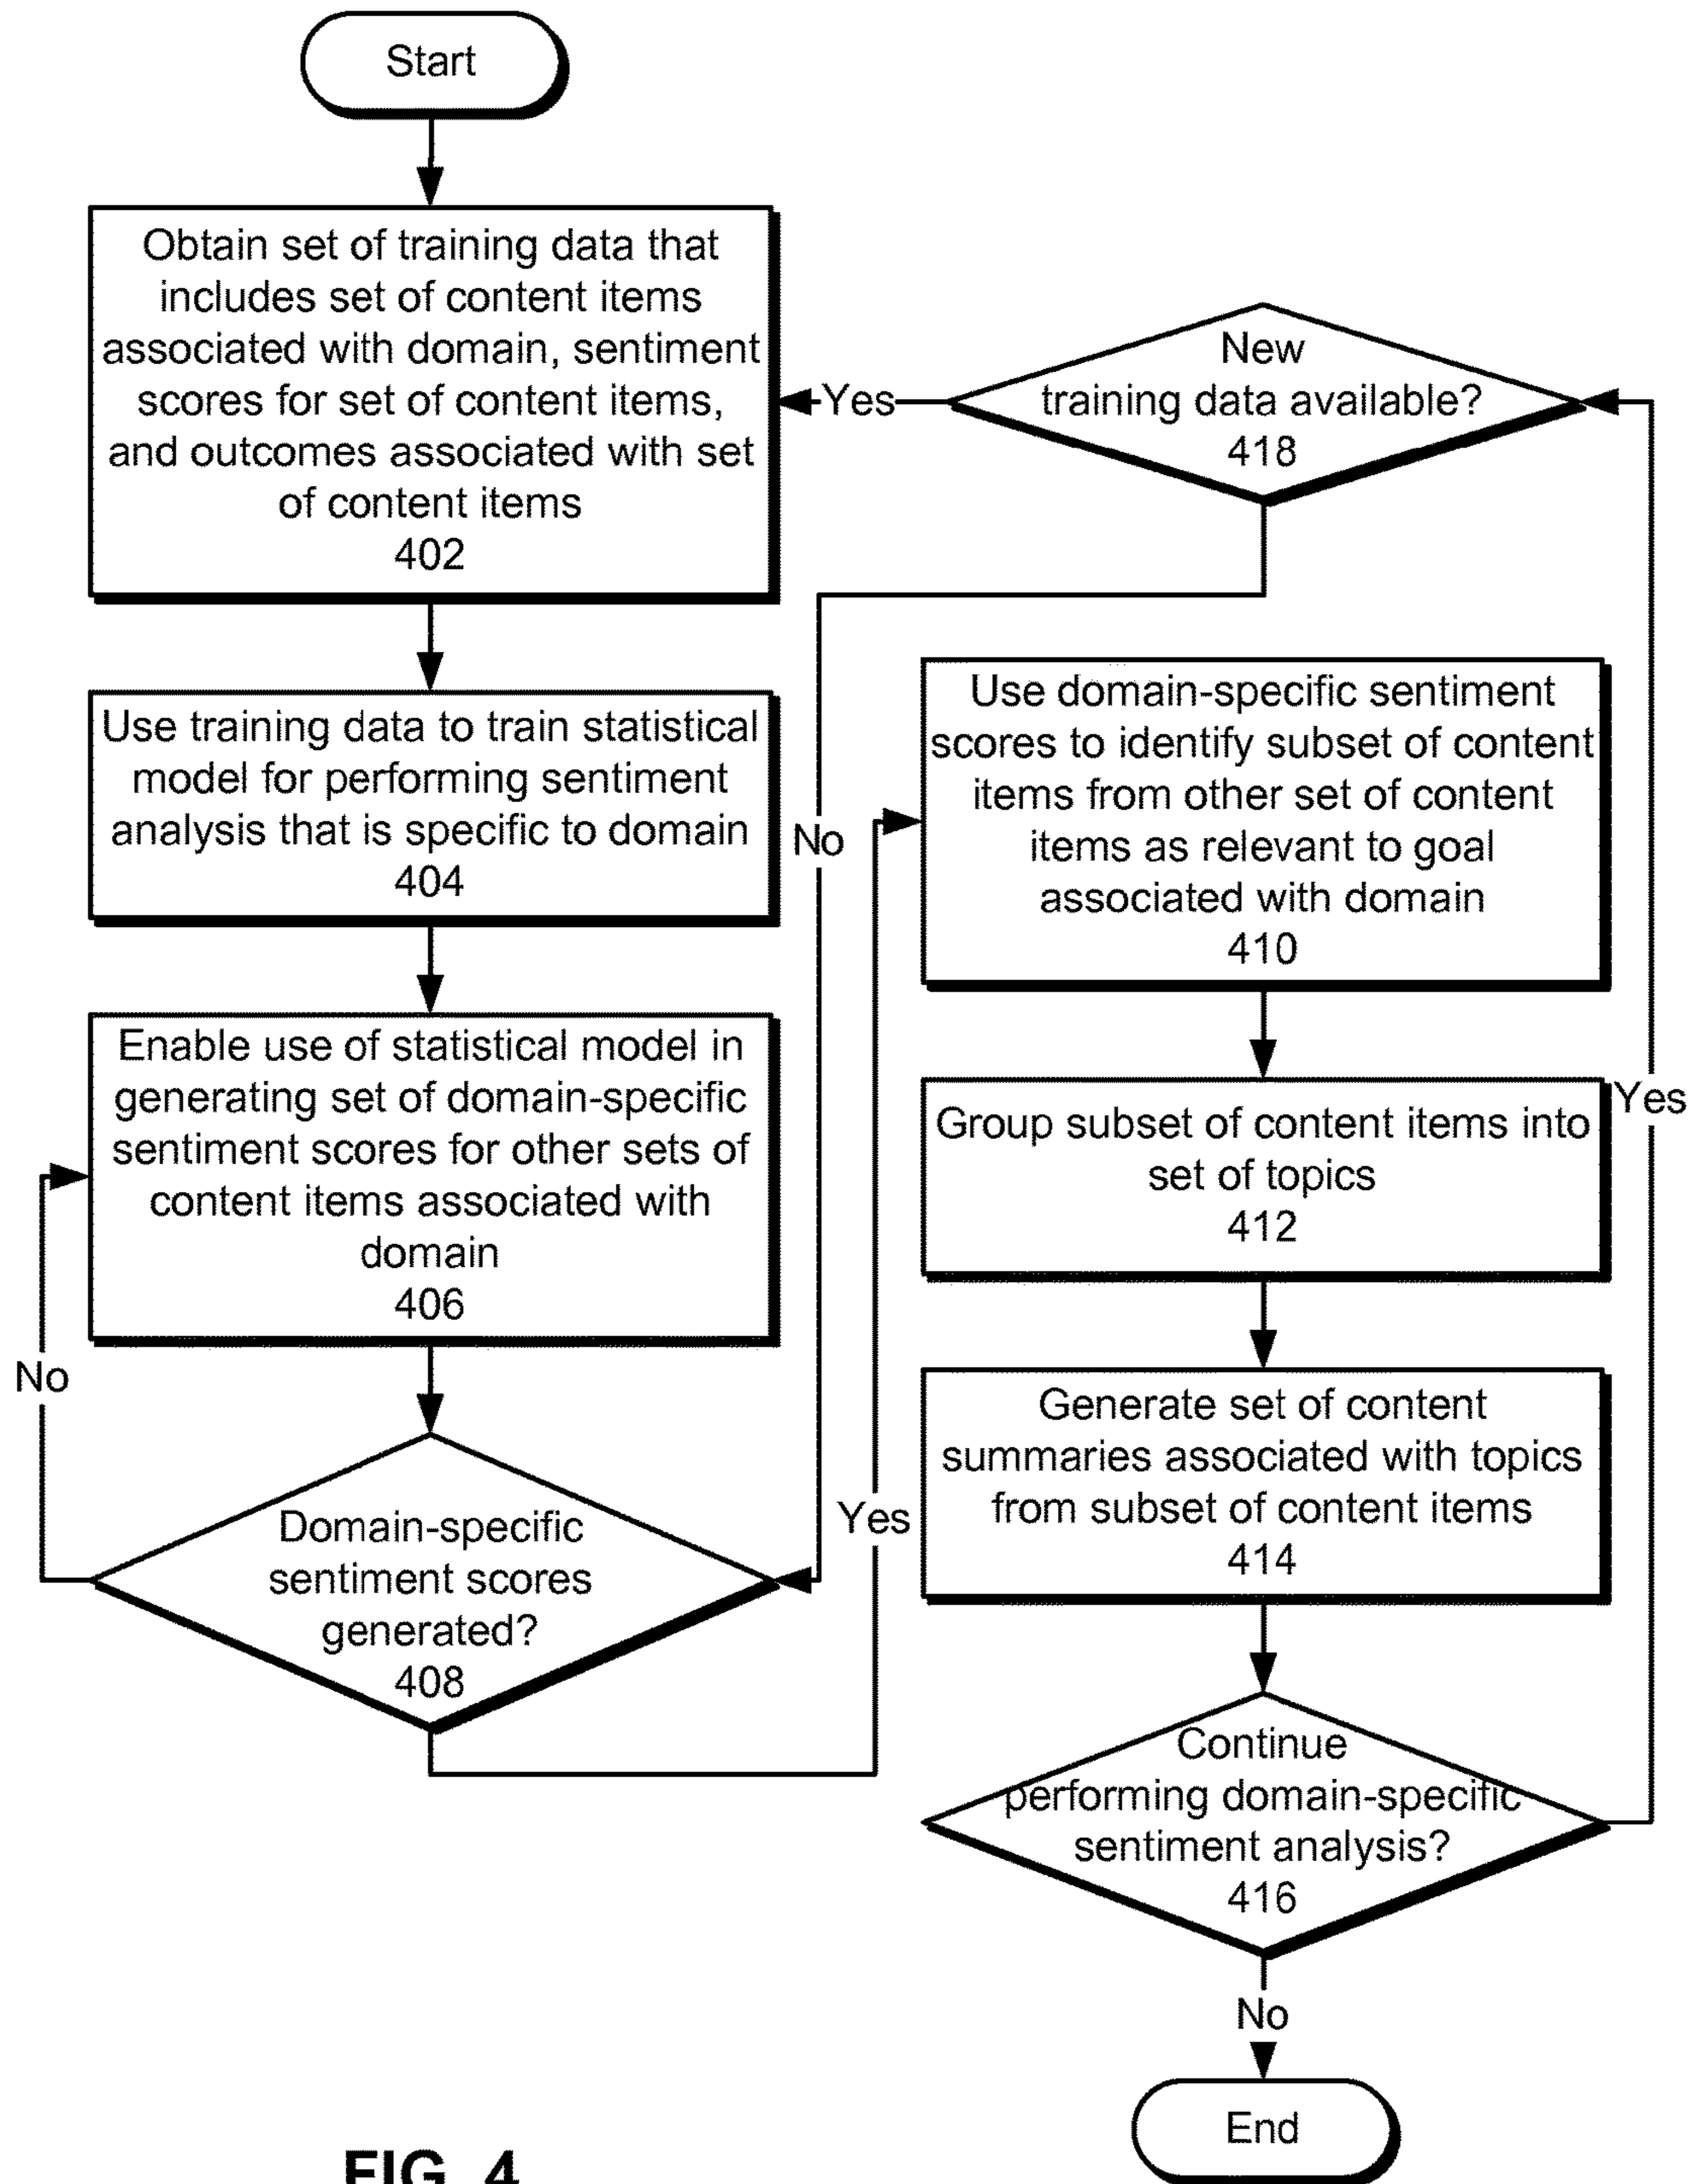 Start
Obtain set of training data that
includes set of content items
associated with domain, sentiment
scores for set of content items,
and outcomes associated with set
of content items
402
Use training data to train statistical
model for performing sentiment
analysis that is specific to domain
404
Enable use of statistical model in
generating set of domain-specific
sentiment scores for other sets of
content items associated with
domain
406
No
Domain-specific
sentiment scores
generated?
408
Yes
New
training data available?
418
Yes
No
Use domain-specific sentiment
scores to identify subset of content
items from other set of content
items as relevant to goal
associated with domain
410
Group subset of content items into
set of topics
412
Generate set of content
summaries associated with topics
from subset of content items
414
Continue
performing domain-specific
sentiment analysis?
416
Yes
No
End
FIG. 4